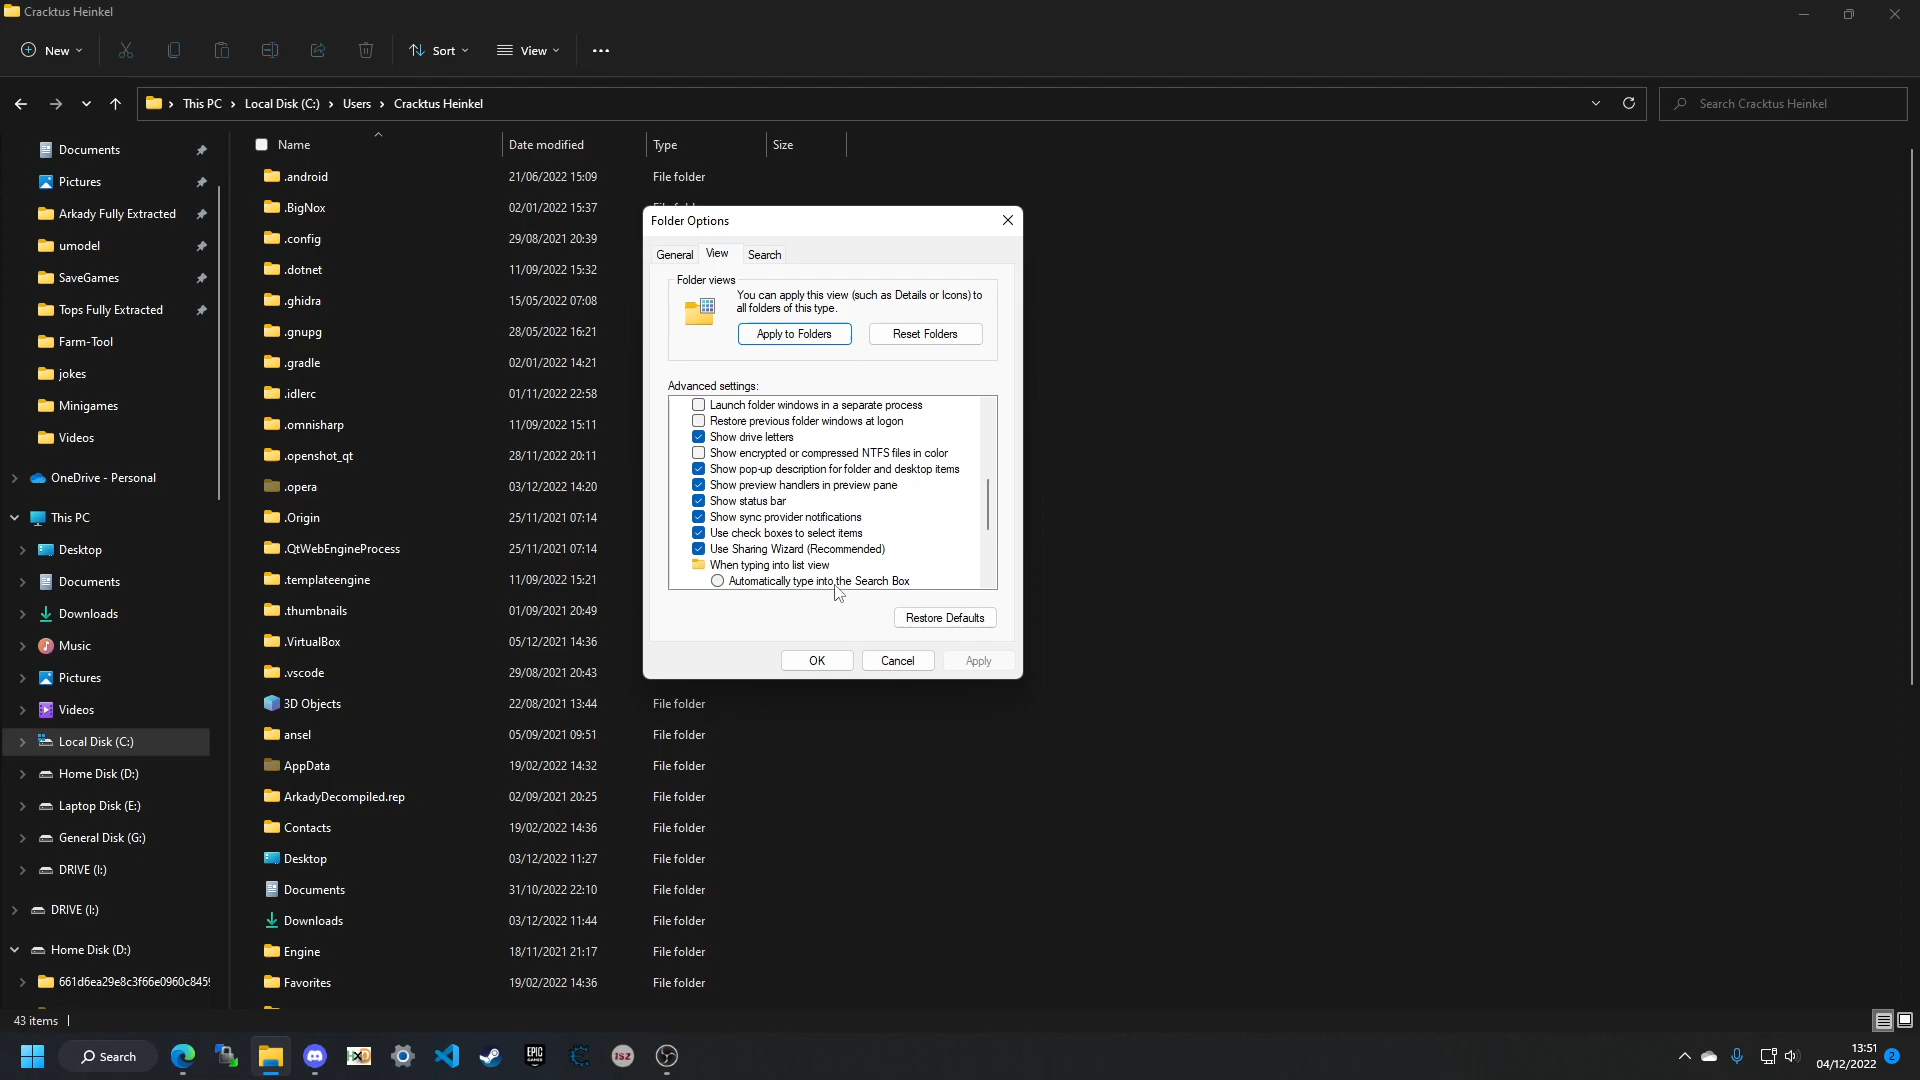 Cracktus Heinkel
New
Sort
View
This PC
Local Disk (C:)
Users
Cracktus Heinkel
Search Cracktus Heinkel
Documents
Pictures
Arkady Fully Extracted
umodel
SaveGames
Tops Fully Extracted
Farm-Tool
jokes
Minigames
Videos
OneDrive - Personal
This PC
Desktop
Documents
Downloads
Music
Pictures
Videos
Local Disk (C:)
Home Disk (D:)
Laptop Disk (E:)
General Disk (G:)
DRIVE (I:)
DRIVE (I:)
Home Disk (D:)
661d6ea29e8c3f66e0960c845
Name Date modified Type Size
.android 21/06/2022 15:09 File folder
.BigNox 02/01/2022 15:37
.config 29/08/2021 20:39
.dotnet 11/09/2022 15:32
.ghidra 15/05/2022 07:08
.gnupg 28/05/2022 16:21
.gradle 02/01/2022 14:21
.idlerc 01/11/2022 22:58
.omnisharp 11/09/2022 15:11
.openshot_qt 28/11/2022 20:11
.opera 03/12/2022 14:20
.Origin 25/11/2021 07:14
.QtWebEngineProcess 25/11/2021 07:14
.templateengine 11/09/2022 15:21
.thumbnails 01/09/2021 20:49
.VirtualBox 05/12/2021 14:36
.vscode 29/08/2021 20:43
3D Objects 22/08/2021 13:44 File folder
ansel 05/09/2021 09:51 File folder
AppData 19/02/2022 14:32 File folder
ArkadyDecompiled.rep 02/09/2021 20:25 File folder
Contacts 19/02/2022 14:36 File folder
Desktop 03/12/2022 11:27 File folder
Documents 31/10/2022 22:10 File folder
Downloads 03/12/2022 11:44 File folder
Engine 18/11/2021 21:17 File folder
Favorites 19/02/2022 14:36 File folder
Folder Options
General View Search
Folder views
You can apply this view (such as Details or Icons) to
all folders of this type.
Apply to Folders Reset Folders
Advanced settings:
Launch folder windows in a separate process
Restore previous folder windows at logon
Show drive letters
Show encrypted or compressed NTFS files in color
Show pop-up description for folder and desktop items
Show preview handlers in preview pane
Show status bar
Show sync provider notifications
Use check boxes to select items
Use Sharing Wizard (Recommended)
When typing into list view
Automatically type into the Search Box
Restore Defaults
OK Cancel Apply
43 items
Search
EPIC
GAMES
13:51
04/12/2022
2